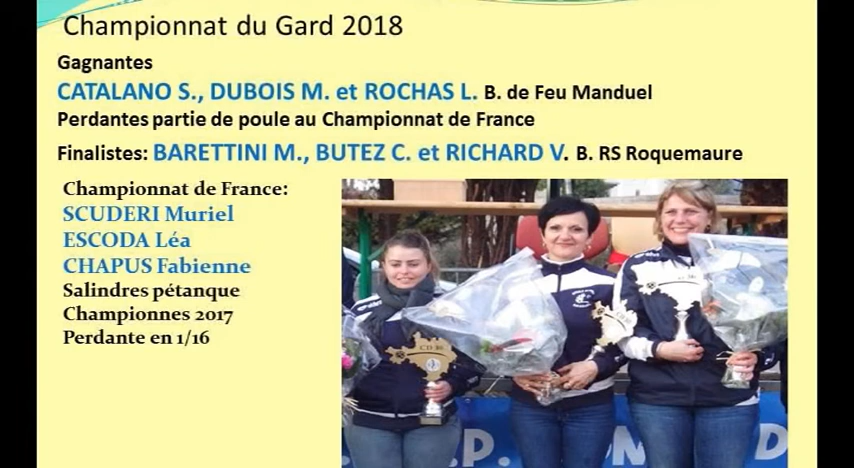 Championnat du Gard 2018
Gagnantes
CATALANO S., DUBOIS M. et ROCHAS L. B. de Feu Manduel
Perdantes partie de poule au Championnat de France
Finalistes: BARETTINI M., BUTEZ C. et RICHARD V. B. RS Roquemaure
Championnat de France:
SCUDERI Muriel
ESCODA Léa
CHAPUS Fabienne
Salindres pétanque
Championnes 2017
Perdante en 1/16